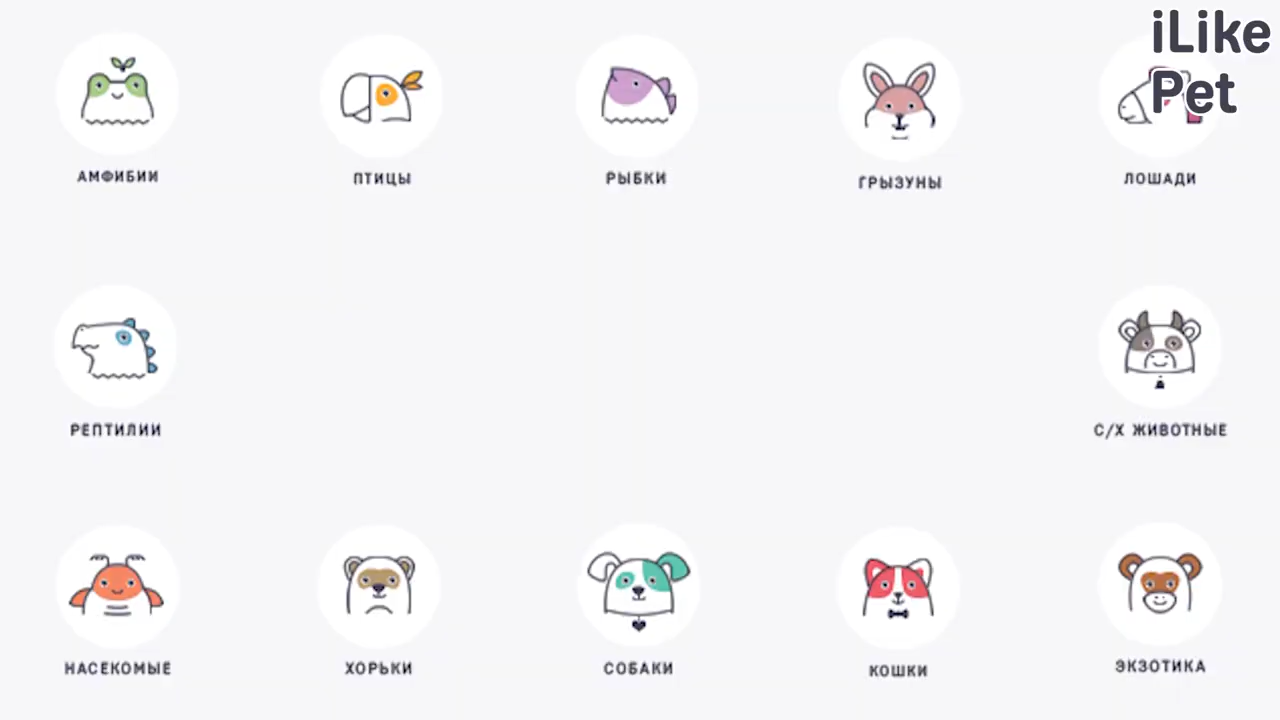 iLike
Pet
АМФИБИИ
ПТИЦЫ
РЫБКИ
ГРЫЗУНЫ
ЛОШАДИ
РЕПТИЛИИ
С/Х ЖИВОТНЫЕ
НАСЕКОМЫЕ
ХОРЬКИ
СОБАКИ
КОШКИ
ЭКЗОТИКА